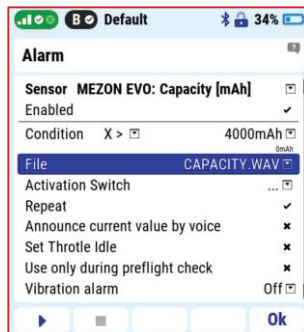 B Default 34%
Alarm
Sensor MEZON EVO: Capacity [mAh]
Enabled
Condition X > 4000mAh
0mAh
File CAPACITY.WAV
Activation Switch ...
Repeat
Announce current value by voice
Set Throtle Idle
Use only during preflight check
Vibration alarm Off
Ok